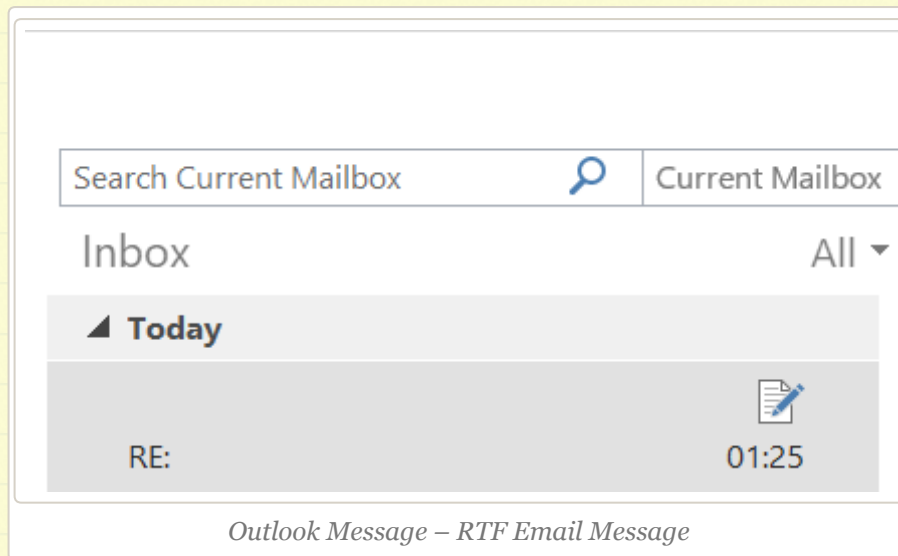 Search Current Mailbox Current Mailbox
Inbox All
Today
RE: 01:25
Outlook Message – RTF Email Message